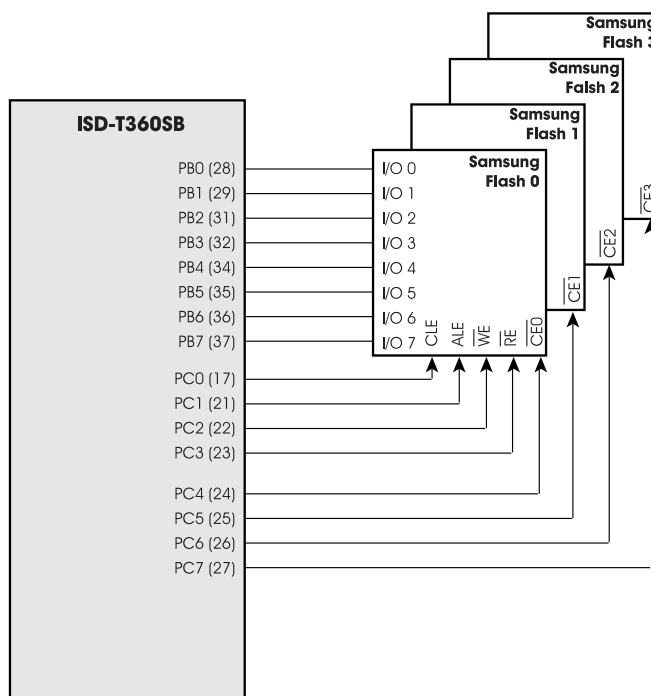 Samsung
Flash 3
Samsung
Falsh 2
Samsung
Flash 1
Samsung
Flash 0
ISD-T360SB
PB0 (28)
PB1 (29)
PB2 (31)
PB3 (32)
PB4 (34)
PB5 (35)
PB6 (36)
PB7 (37)
PC0 (17)
PC1 (21)
PC2 (22)
PC3 (23)
PC4 (24)
PC5 (25)
PC6 (26)
PC7 (27)
I/O 0
I/O 1
I/O 2
I/O 3
I/O 4
I/O 5
I/O 6
I/O 7
CLE
ALE
WE
RE
CE0
CE1
CE2
CE3